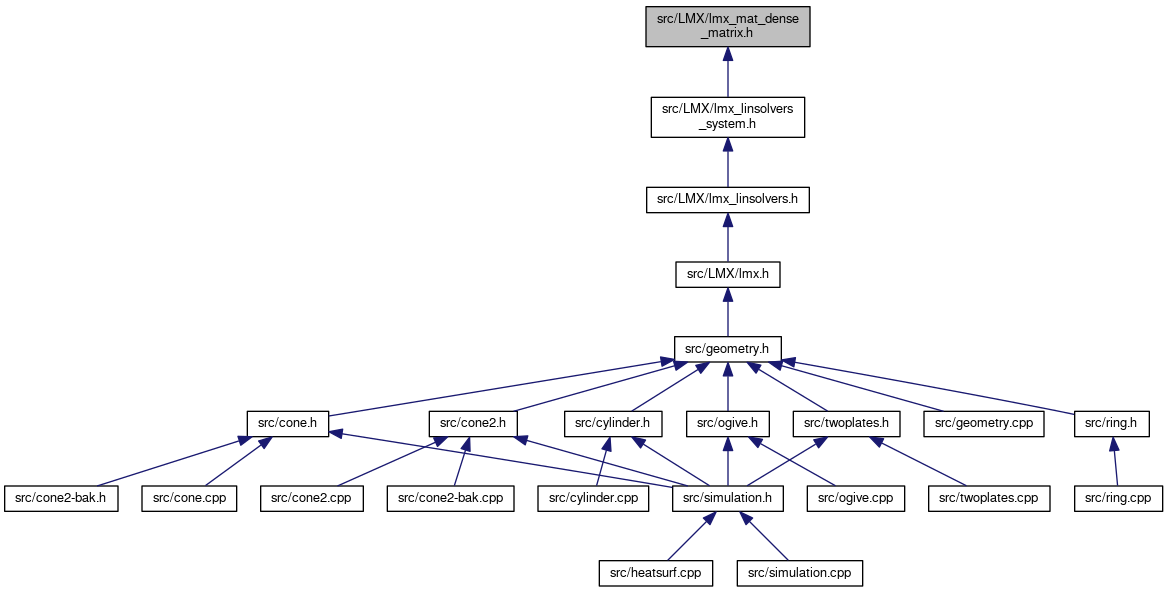 src/LMX/lmx_mat_dense
_matrix.h
src/LMX/lmx_linsolvers
_system.h
src/LMX/lmx_linsolvers.h
src/LMX/lmx.h
src/geometry.h
src/cone.h
src/cone2.h
src/cylinder.h
src/ogive.h
src/twoplates.h
src/geometry.cpp
src/ring.h
src/cone2-bak.h
src/cone.cpp
src/cone2.cpp
src/cone2-bak.cpp
src/cylinder.cpp
src/simulation.h
src/ogive.cpp
src/twoplates.cpp
src/ring.cpp
src/heatsurf.cpp
src/simulation.cpp